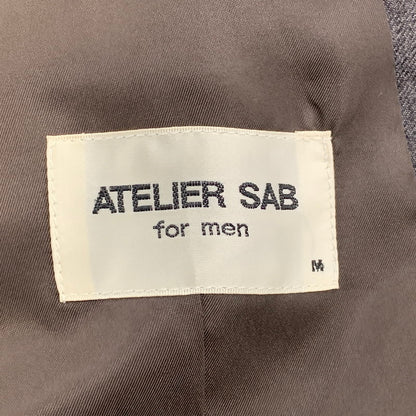 ATELIER SAB
for men
M